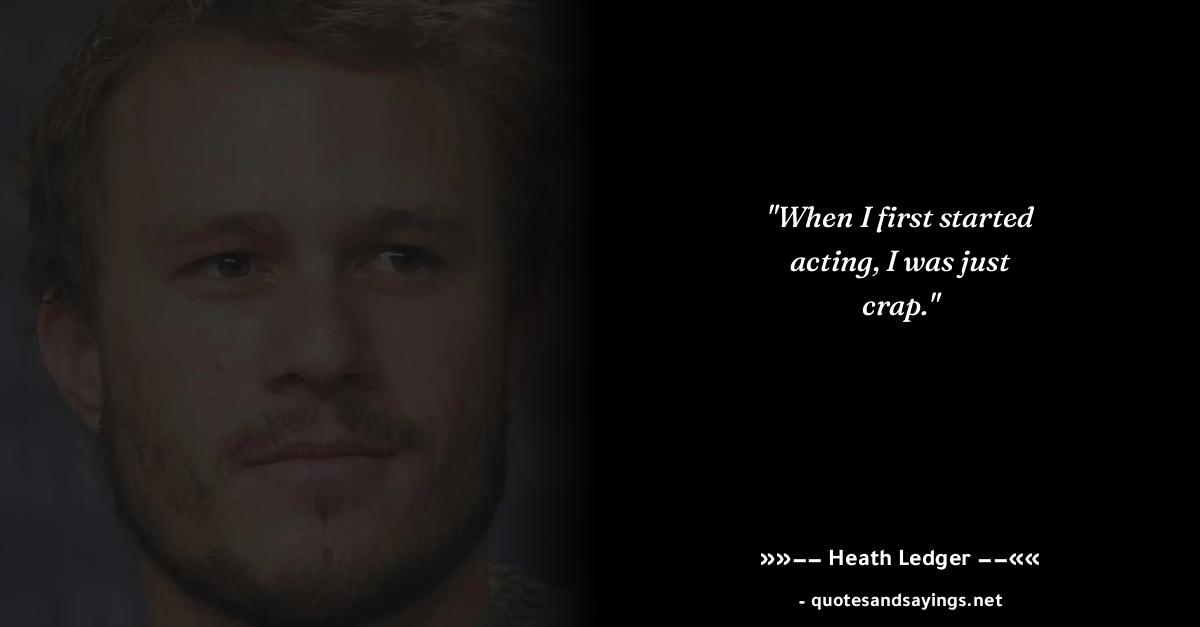 "When I first started
acting, I was just
crap."
»»−− Heath Ledger −−««
- quotesandsayings.net